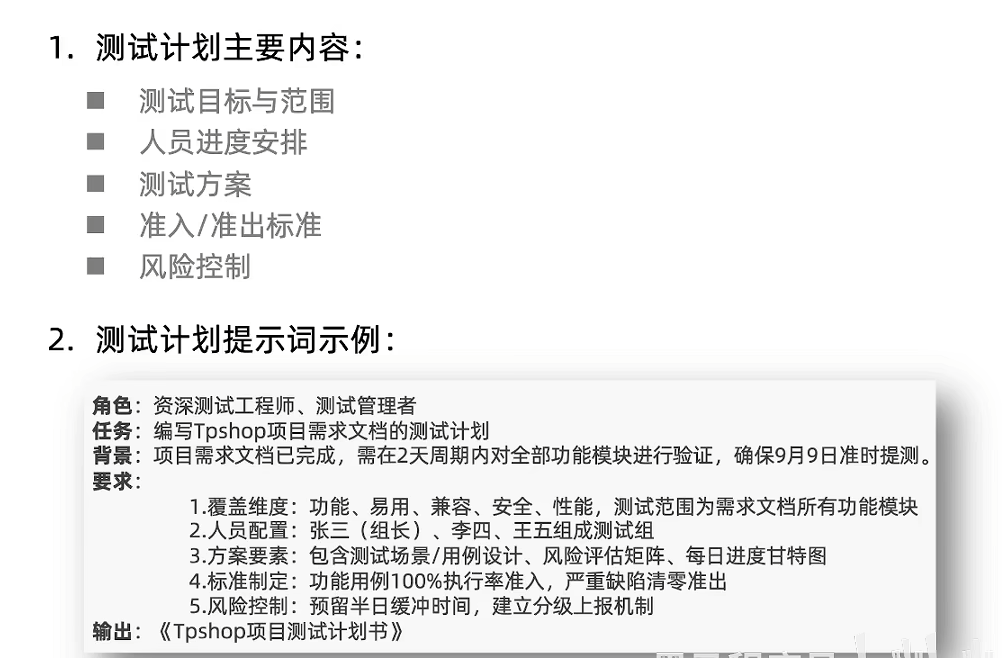 1. 测试计划主要内容：
■ 测试目标与范围
■ 人员进度安排
■ 测试方案
■ 准入/准出标准
■ 风险控制
2. 测试计划提示词示例：
角色：资深测试工程师、测试管理者
任务：编写Tpshop项目需求文档的测试计划
背景：项目需求文档已完成，需在2天周期内对全部功能模块进行验证，确保9月9日准时提测。
要求：
1.覆盖维度：功能、易用、兼容、安全、性能，测试范围为需求文档所有功能模块
2.人员配置：张三（组长）、李四、王五组成测试组
3.方案要素：包含测试场景/用例设计、风险评估矩阵、每日进度甘特图
4.标准制定：功能用例100%执行率准入，严重缺陷清零准出
5.风险控制：预留半日缓冲时间，建立分级上报机制
输出：《Tpshop项目测试计划书》